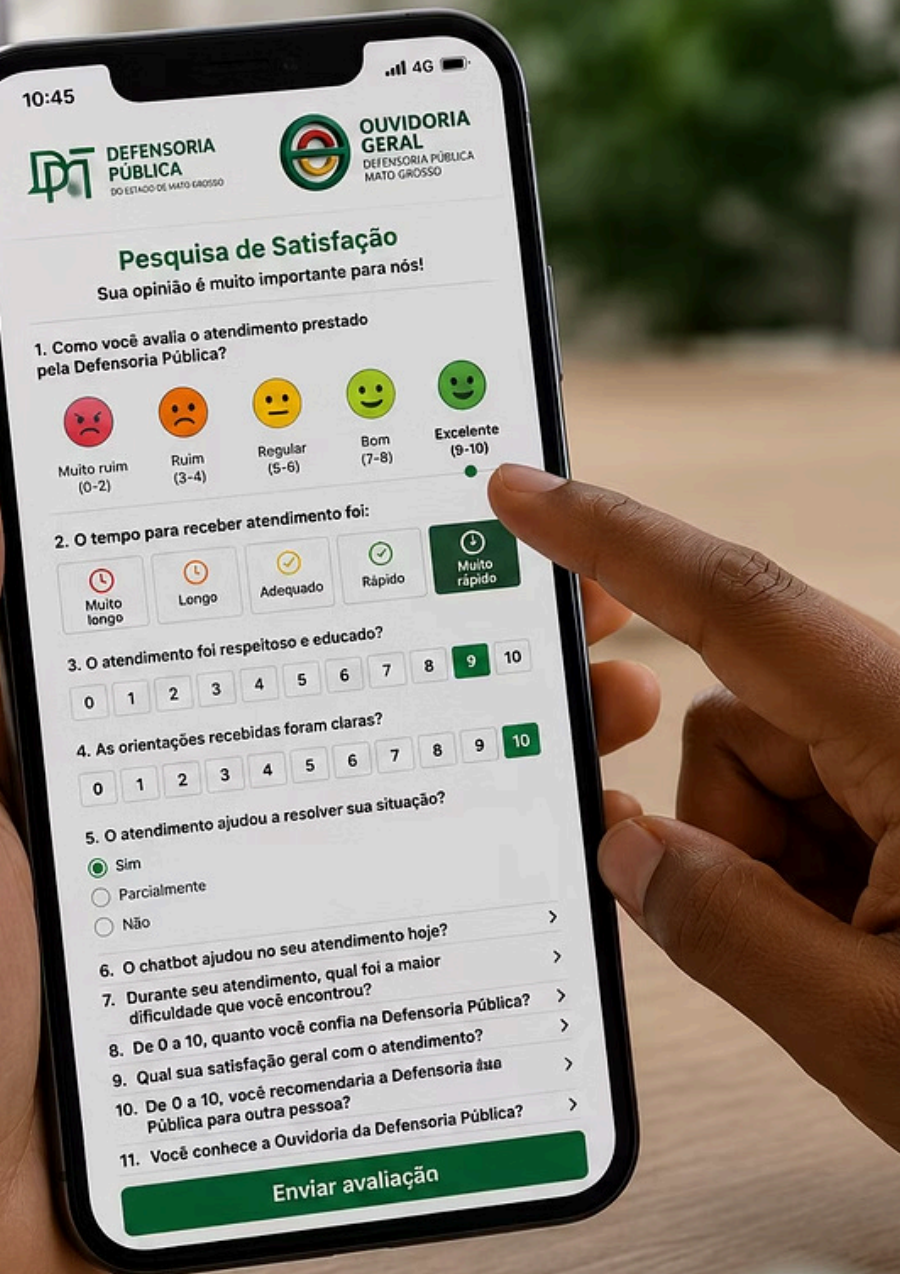 10:45
4G
DEFENSORIA
PÚBLICA
DO ESTADO DE MATO GROSSO
OUVIDORIA
GERAL
DEFENSORIA PÚBLICA
MATO GROSSO
Pesquisa de Satisfação
Sua opinião é muito importante para nós!
1. Como você avalia o atendimento prestado
pela Defensoria Pública?
Muito ruim
(0-2)
Ruim
(3-4)
Regular
(5-6)
Bom
(7-8)
Excelente
(9-10)
2. O tempo para receber atendimento foi:
Muito
longo
Longo
Adequado
Rápido
Muito
rápido
3. O atendimento foi respeitoso e educado?
0 1 2 3 4 5 6 7 8 9 10
4. As orientações recebidas foram claras?
0 1 2 3 4 5 6 7 8 9 10
5. O atendimento ajudou a resolver sua situação?
Sim
Parcialmente
Não
6. O chatbot ajudou no seu atendimento hoje?
7. Durante seu atendimento, qual foi a maior
dificuldade que você encontrou?
8. De 0 a 10, quanto você confia na Defensoria Pública?
9. Qual sua satisfação geral com o atendimento?
10. De 0 a 10, você recomendaria a Defensoria
Pública para outra pessoa?
11. Você conhece a Ouvidoria da Defensoria Pública?
Enviar avaliação